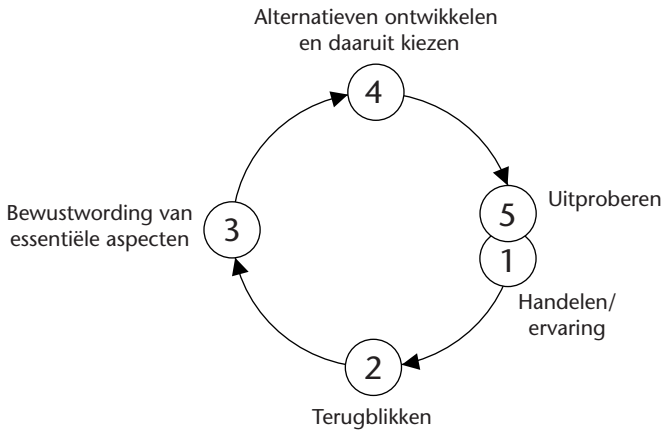 Alternatieven ontwikkelen
en daaruit kiezen
4
5
Uitproberen
Bewustwording van
essentiële aspecten
3
1
Handelen/
ervaring
2
Terugblikken